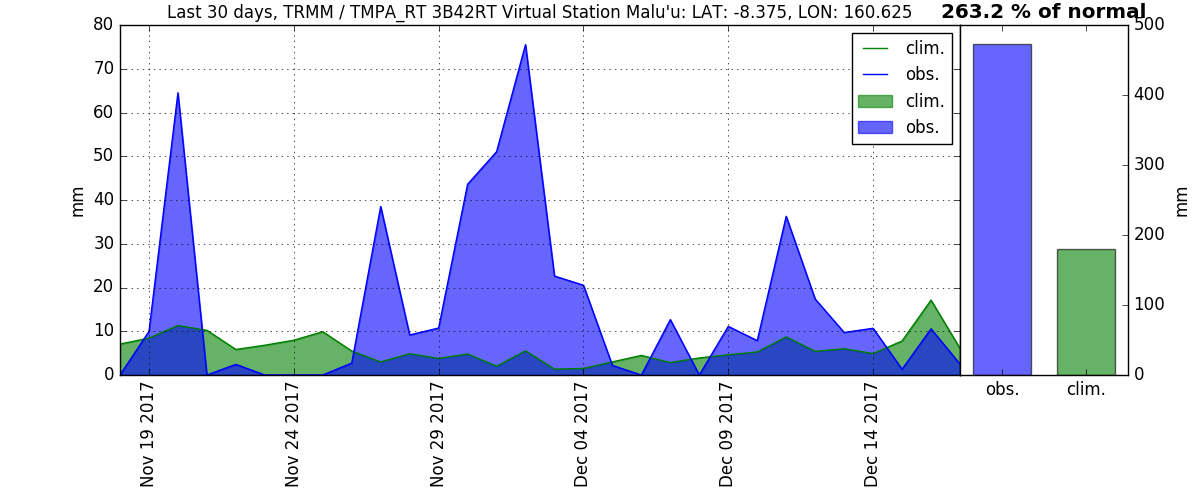 Last 30 days, TRMM / TMPA_RT 3B42RT Virtual Station Malu'u: LAT: -8.375, LON: 160.625
263.2 % of normal
80
70
60
50
40
30
20
10
0
mm
clim.
obs.
clim.
obs.
Nov 19 2017
Nov 24 2017
Nov 29 2017
Dec 04 2017
Dec 09 2017
Dec 14 2017
500
400
300
200
100
0
mm
obs.
clim.